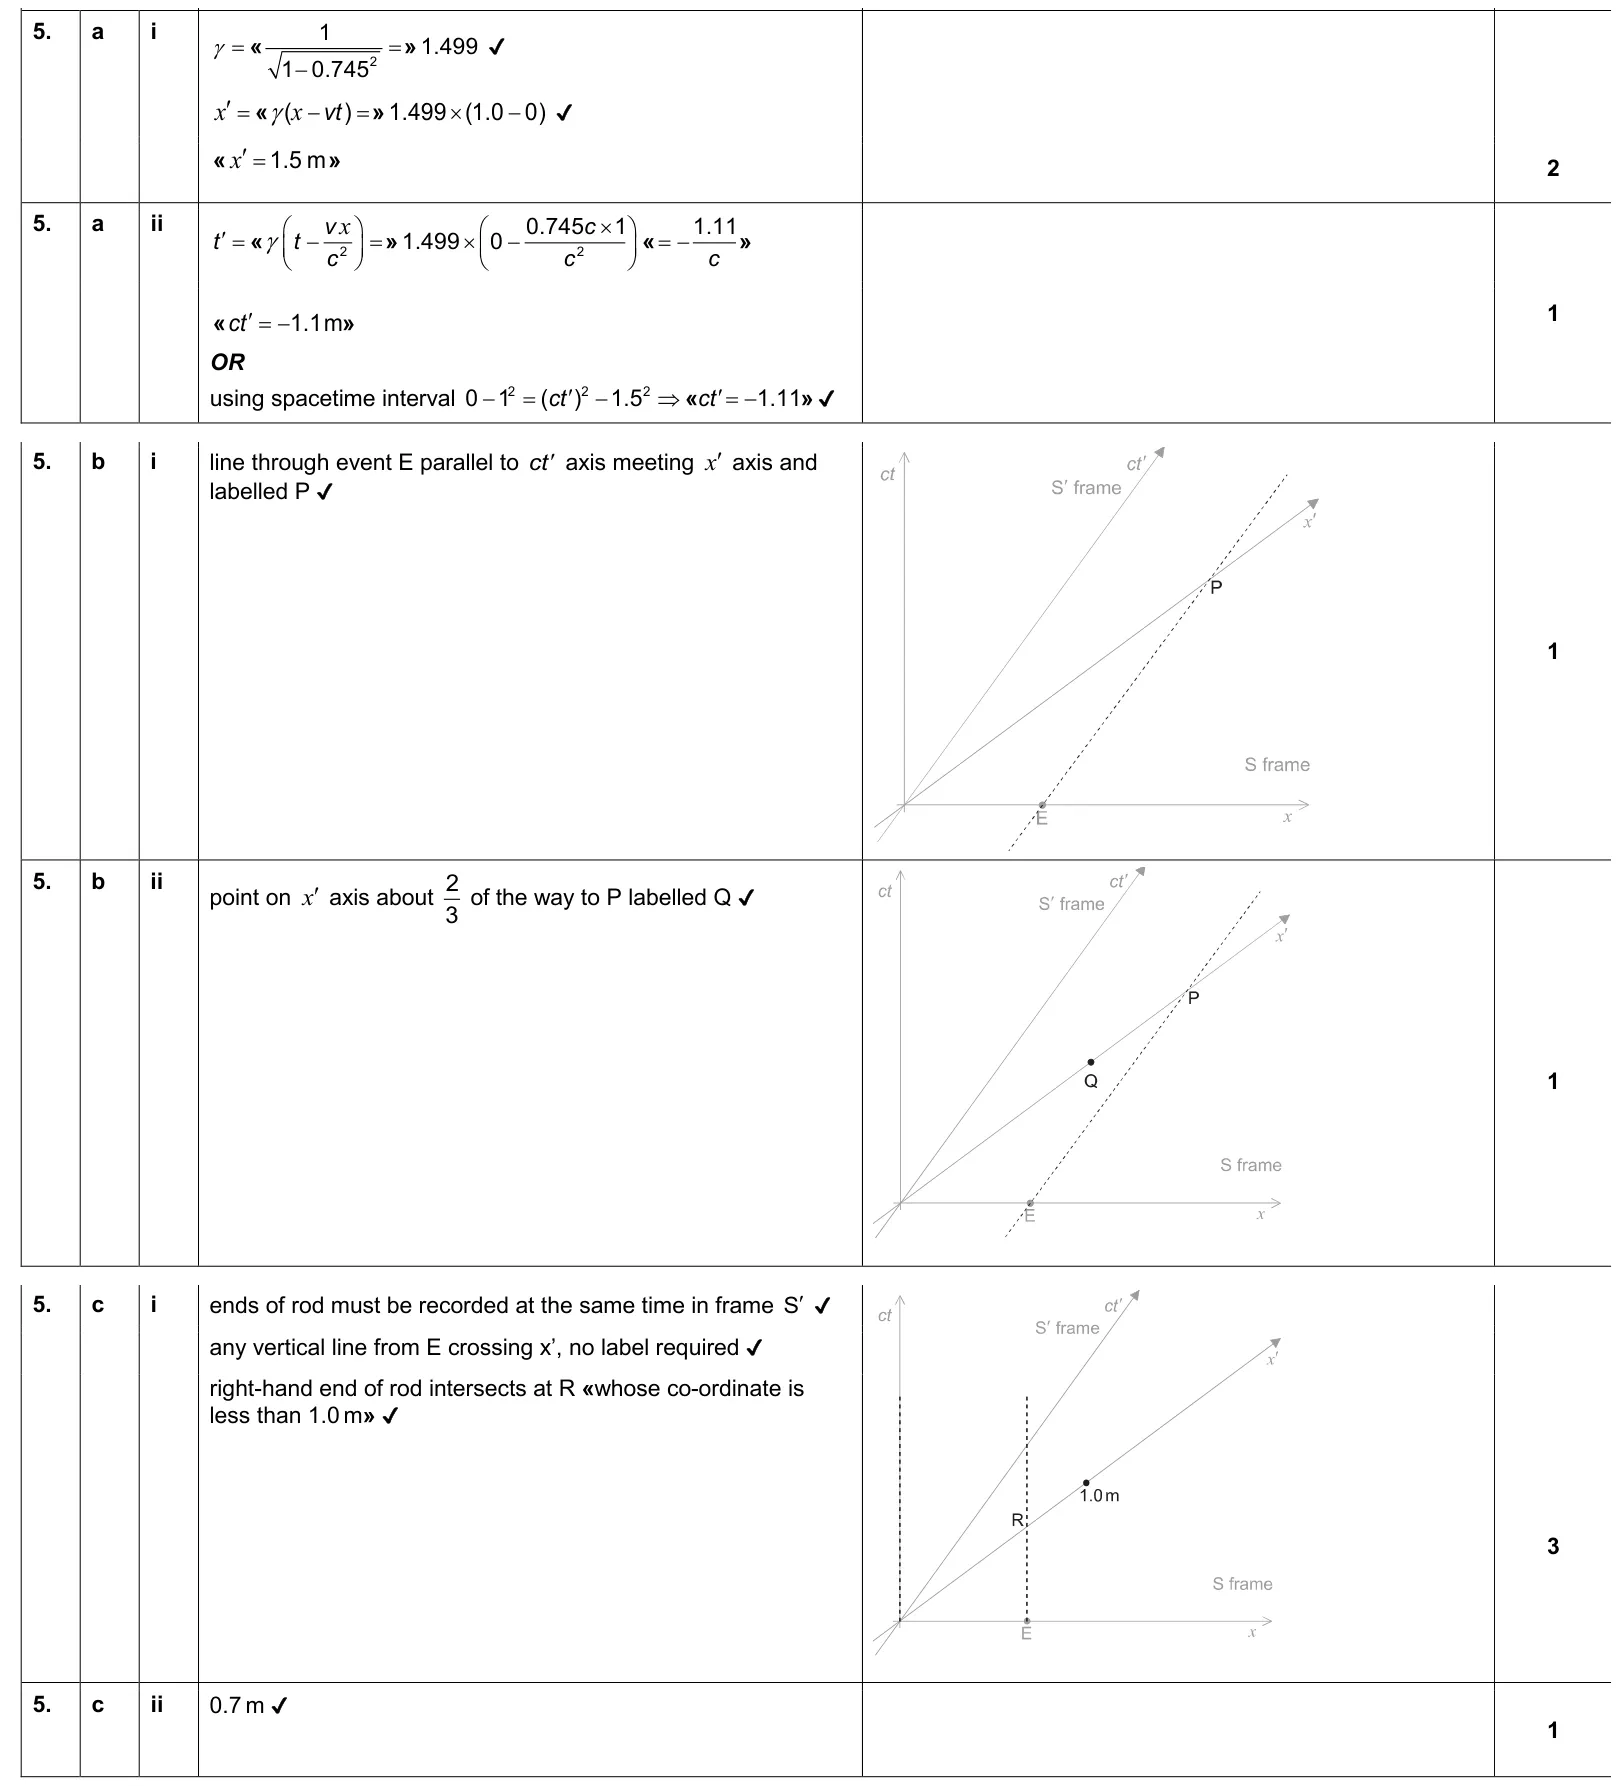 5. a i
γ = « 1 / √(1 − 0.745²) = » 1.499 ✓
x′ = « γ(x − vt) = » 1.499 × (1.0 − 0) ✓
« x′ = 1.5 m »
2
5. a ii
t′ = « γ(t − vx/c²) = » 1.499 × (0 − (0.745c × 1)/c²) « = − 1.11/c »
« ct′ = −1.1 m »
1
OR
using spacetime interval 0 − 1² = (ct′)² − 1.5² ⇒ « ct′ = −1.11 » ✓
5. b i
line through event E parallel to ct′ axis meeting x′ axis and
labelled P ✓
ct
ct′
S′ frame
x′
P
S frame
E
x
1
5. b ii
point on x′ axis about 2/3 of the way to P labelled Q ✓
ct
ct′
S′ frame
x′
P
Q
S frame
E
x
1
5. c i
ends of rod must be recorded at the same time in frame S′ ✓
any vertical line from E crossing x’, no label required ✓
right-hand end of rod intersects at R «whose co-ordinate is
less than 1.0 m» ✓
ct
ct′
S′ frame
x′
1.0 m
R
S frame
E
x
3
5. c ii
0.7 m ✓
1